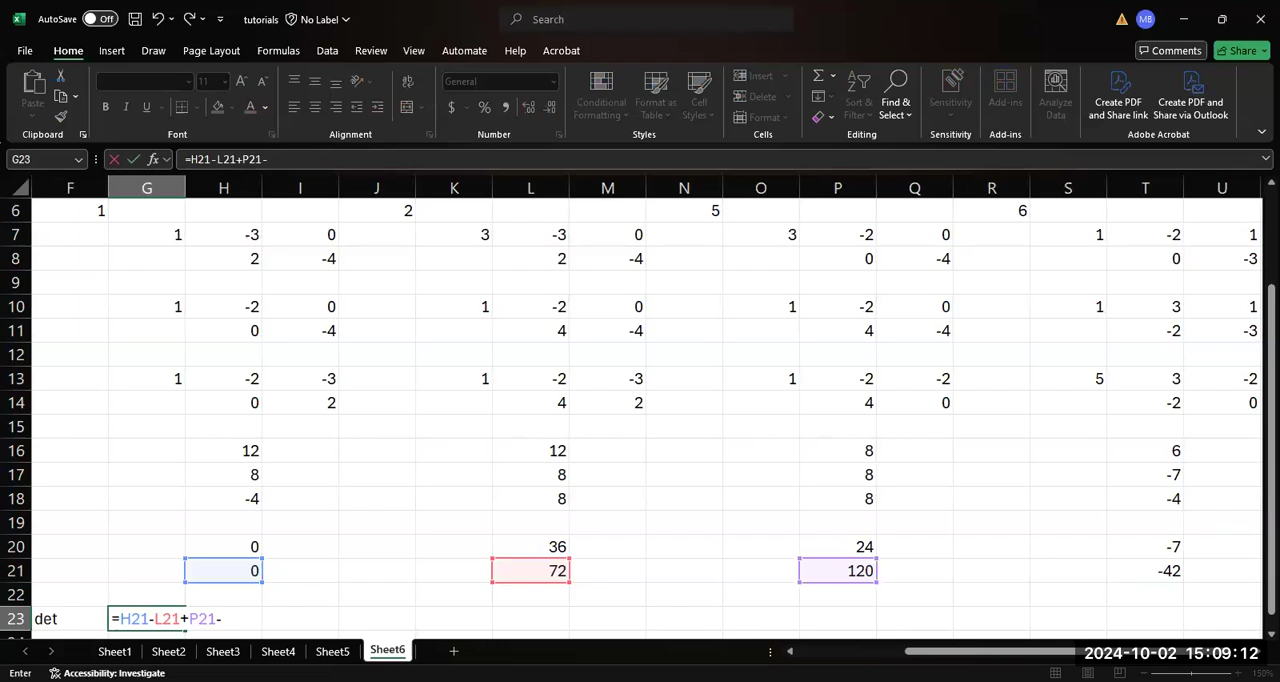 AutoSave Off tutorials No Label Search MB
File Home Insert Draw Page Layout Formulas Data Review View Automate Help Acrobat Comments Share
Paste 11 General Conditional Formatting Format as Table Cell Styles Insert Delete Format Sort & Filter Find & Select Sensitivity Add-ins Analyze Data Create PDF and Share link Create PDF and Share via Outlook
Clipboard Font Alignment Number Styles Cells Editing Sensitivity Add-ins Adobe Acrobat
G23 fx =H21-L21+P21-
F G H I J K L M N O P Q R S T U
6 1 2 5 6
7 1 -3 0 3 -3 0 3 -2 0 1 -2 1
8 2 -4 2 -4 0 -4 0 -3
9
10 1 -2 0 1 -2 0 1 -2 0 1 3 1
11 0 -4 4 -4 4 -4 -2 -3
12
13 1 -2 -3 1 -2 -3 1 -2 -2 5 3 -2
14 0 2 4 2 4 0 -2 0
15
16 12 12 8 6
17 8 8 8 -7
18 -4 8 8 -4
19
20 0 36 24 -7
21 0 72 120 -42
22
23 det =H21-L21+P21-
Sheet1 Sheet2 Sheet3 Sheet4 Sheet5 Sheet6 2024-10-02 15:09:12
Enter Accessibility: Investigate 150%